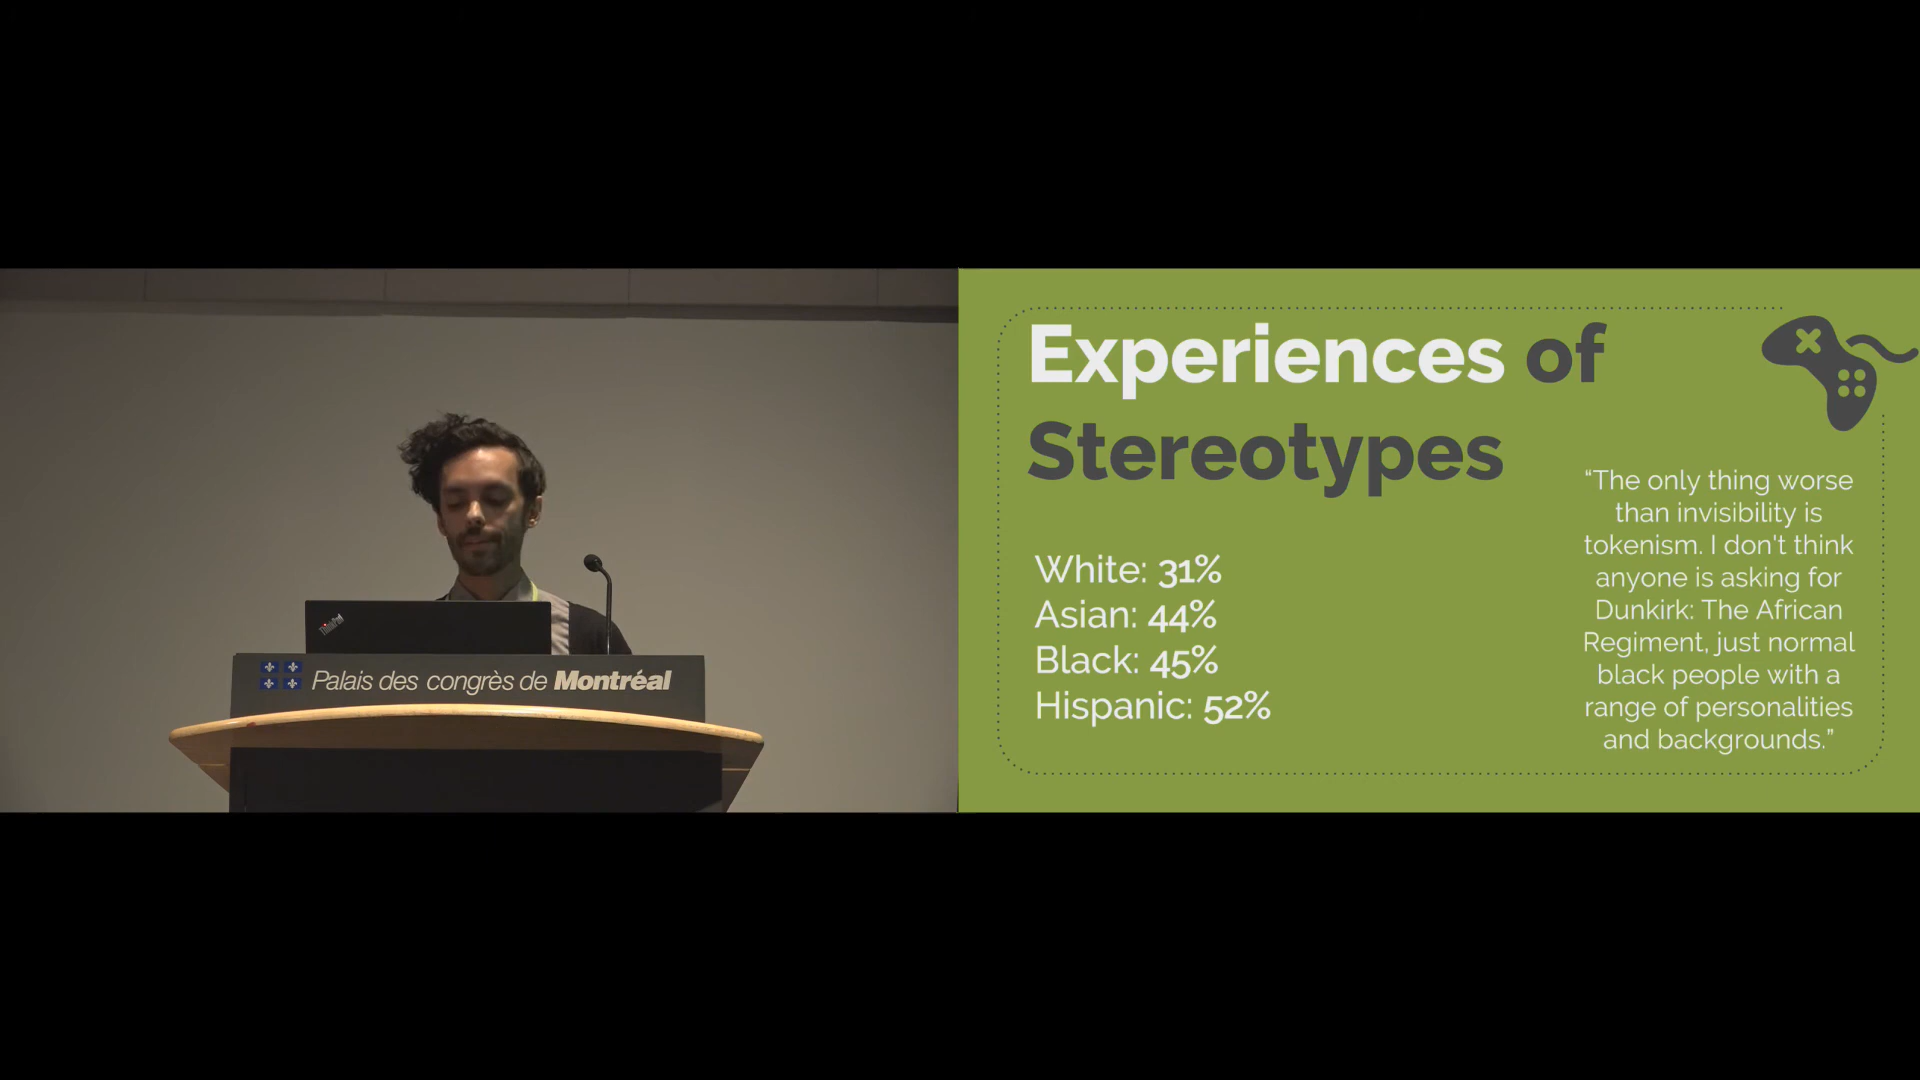 ThinkPad
Palais des congrès de Montréal
Experiences of
Stereotypes
White: 31%
Asian: 44%
Black: 45%
Hispanic: 52%
“The only thing worse
than invisibility is
tokenism. I don't think
anyone is asking for
Dunkirk: The African
Regiment, just normal
black people with a
range of personalities
and backgrounds.”